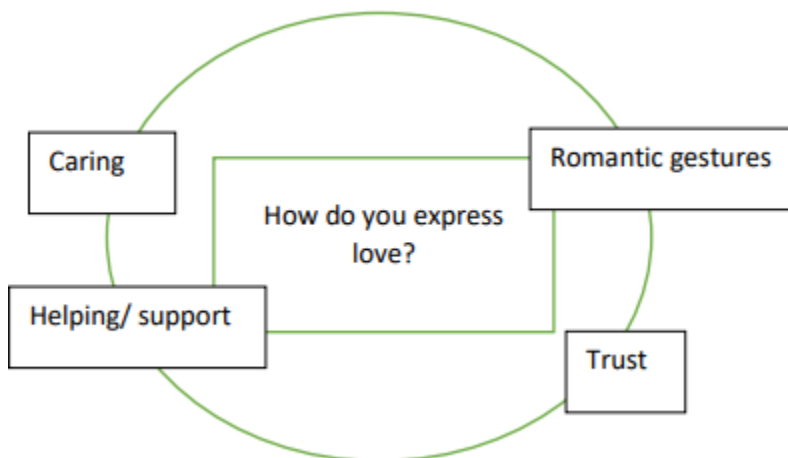 Caring
Romantic gestures
How do you express
love?
Helping/ support
Trust